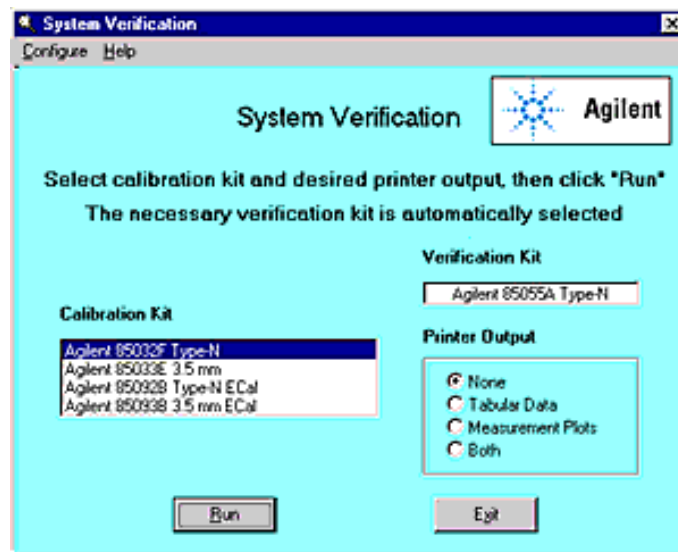 System Verification
Configure Help
System Verification
Agilent
Select calibration kit and desired printer output, then click "Run"
The necessary verification kit is automatically selected
Verification Kit
Agilent 85055A Type-N
Calibration Kit
Agilent 85032F Type-N
Agilent 85033E 3.5 mm
Agilent 85092B Type-N ECal
Agilent 85093B 3.5 mm ECal
Printer Output
None
Tabular Data
Measurement Plots
Both
Run
Exit